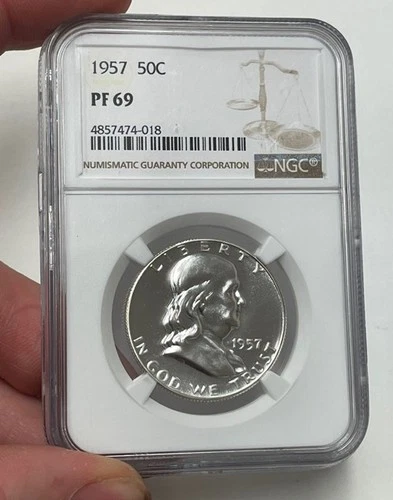 1957 50C
PF 69
4857474-018
NUMISMATIC GUARANTY CORPORATION
NGC®
LIBERTY
1957
IN GOD WE TRUST